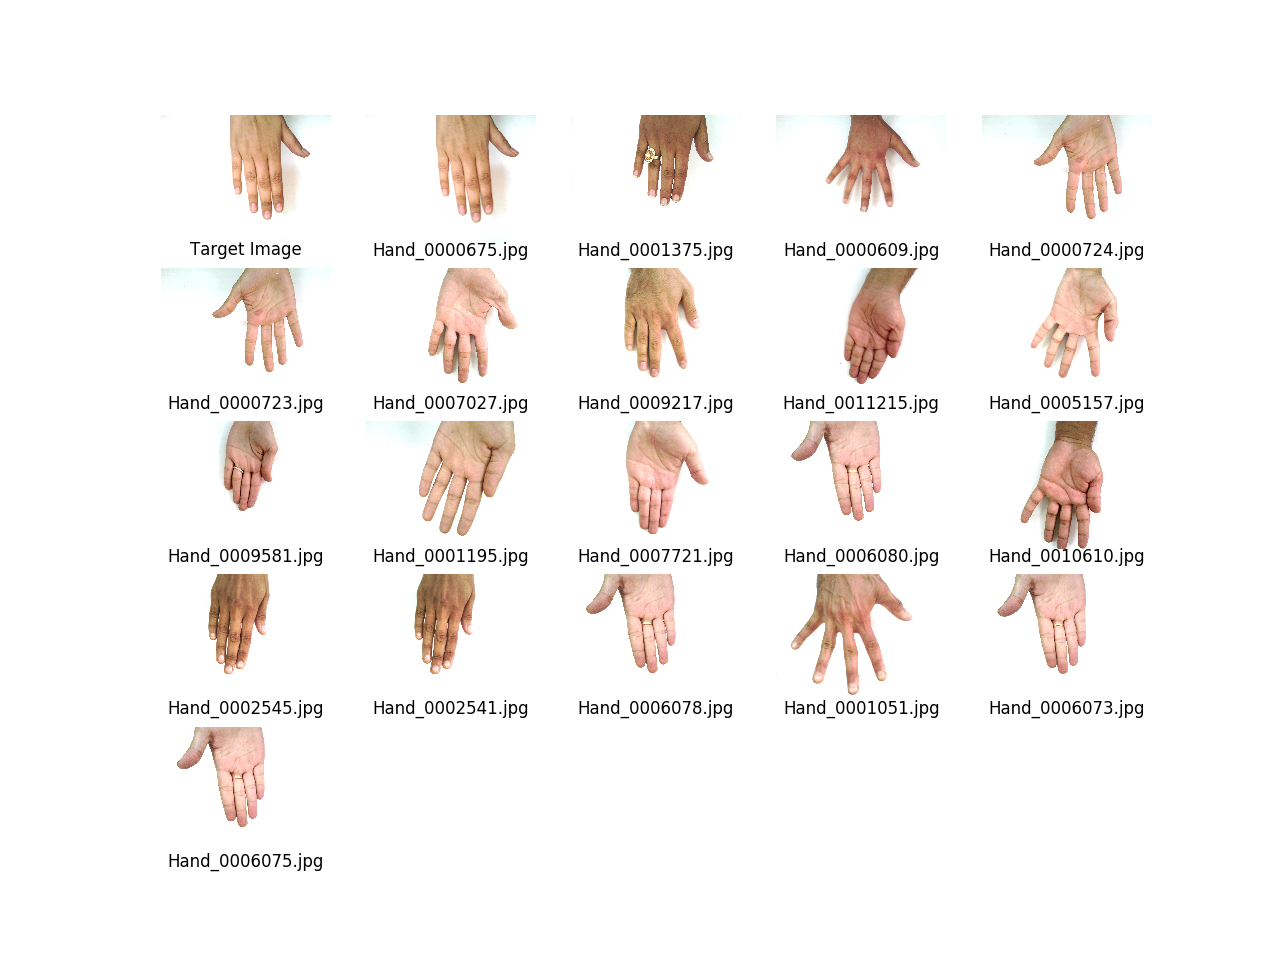 Target Image
Hand_0000675.jpg
Hand_0001375.jpg
Hand_0000609.jpg
Hand_0000724.jpg
Hand_0000723.jpg
Hand_0007027.jpg
Hand_0009217.jpg
Hand_0011215.jpg
Hand_0005157.jpg
Hand_0009581.jpg
Hand_0001195.jpg
Hand_0007721.jpg
Hand_0006080.jpg
Hand_0010610.jpg
Hand_0002545.jpg
Hand_0002541.jpg
Hand_0006078.jpg
Hand_0001051.jpg
Hand_0006073.jpg
Hand_0006075.jpg